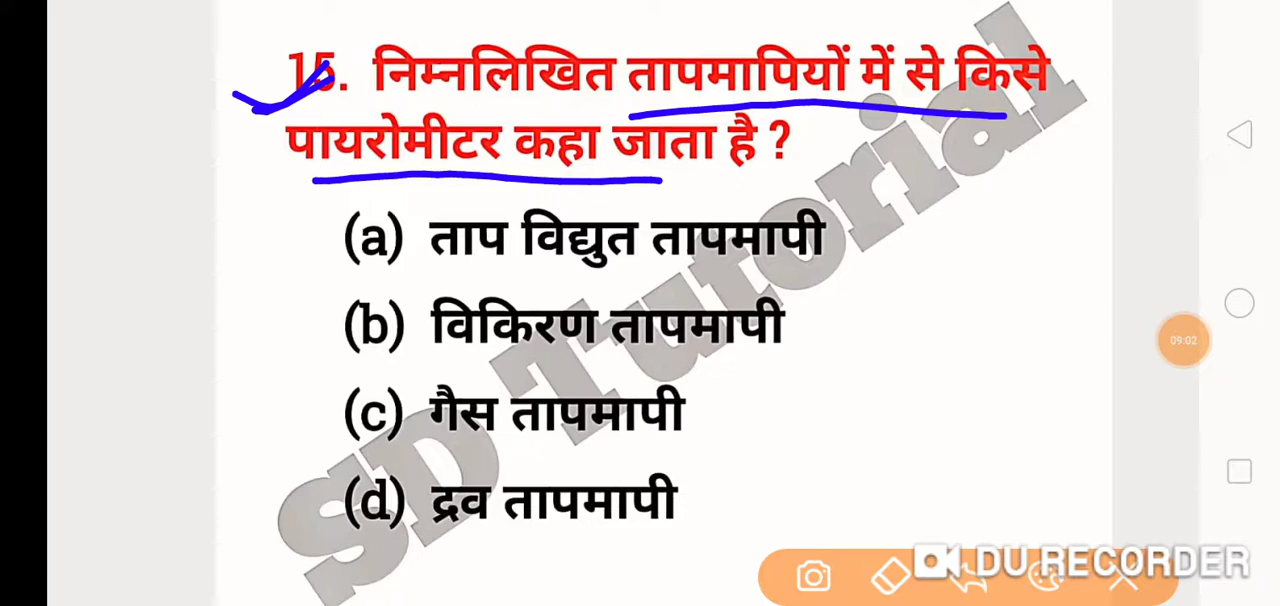 15. निम्नलिखित तापमापियों में से किसे
पायरोमीटर कहा जाता है ?
(a) ताप विद्युत तापमापी
(b) विकिरण तापमापी
(c) गैस तापमापी
(d) द्रव तापमापी
SD Tutorial
09:02
DU RECORDER